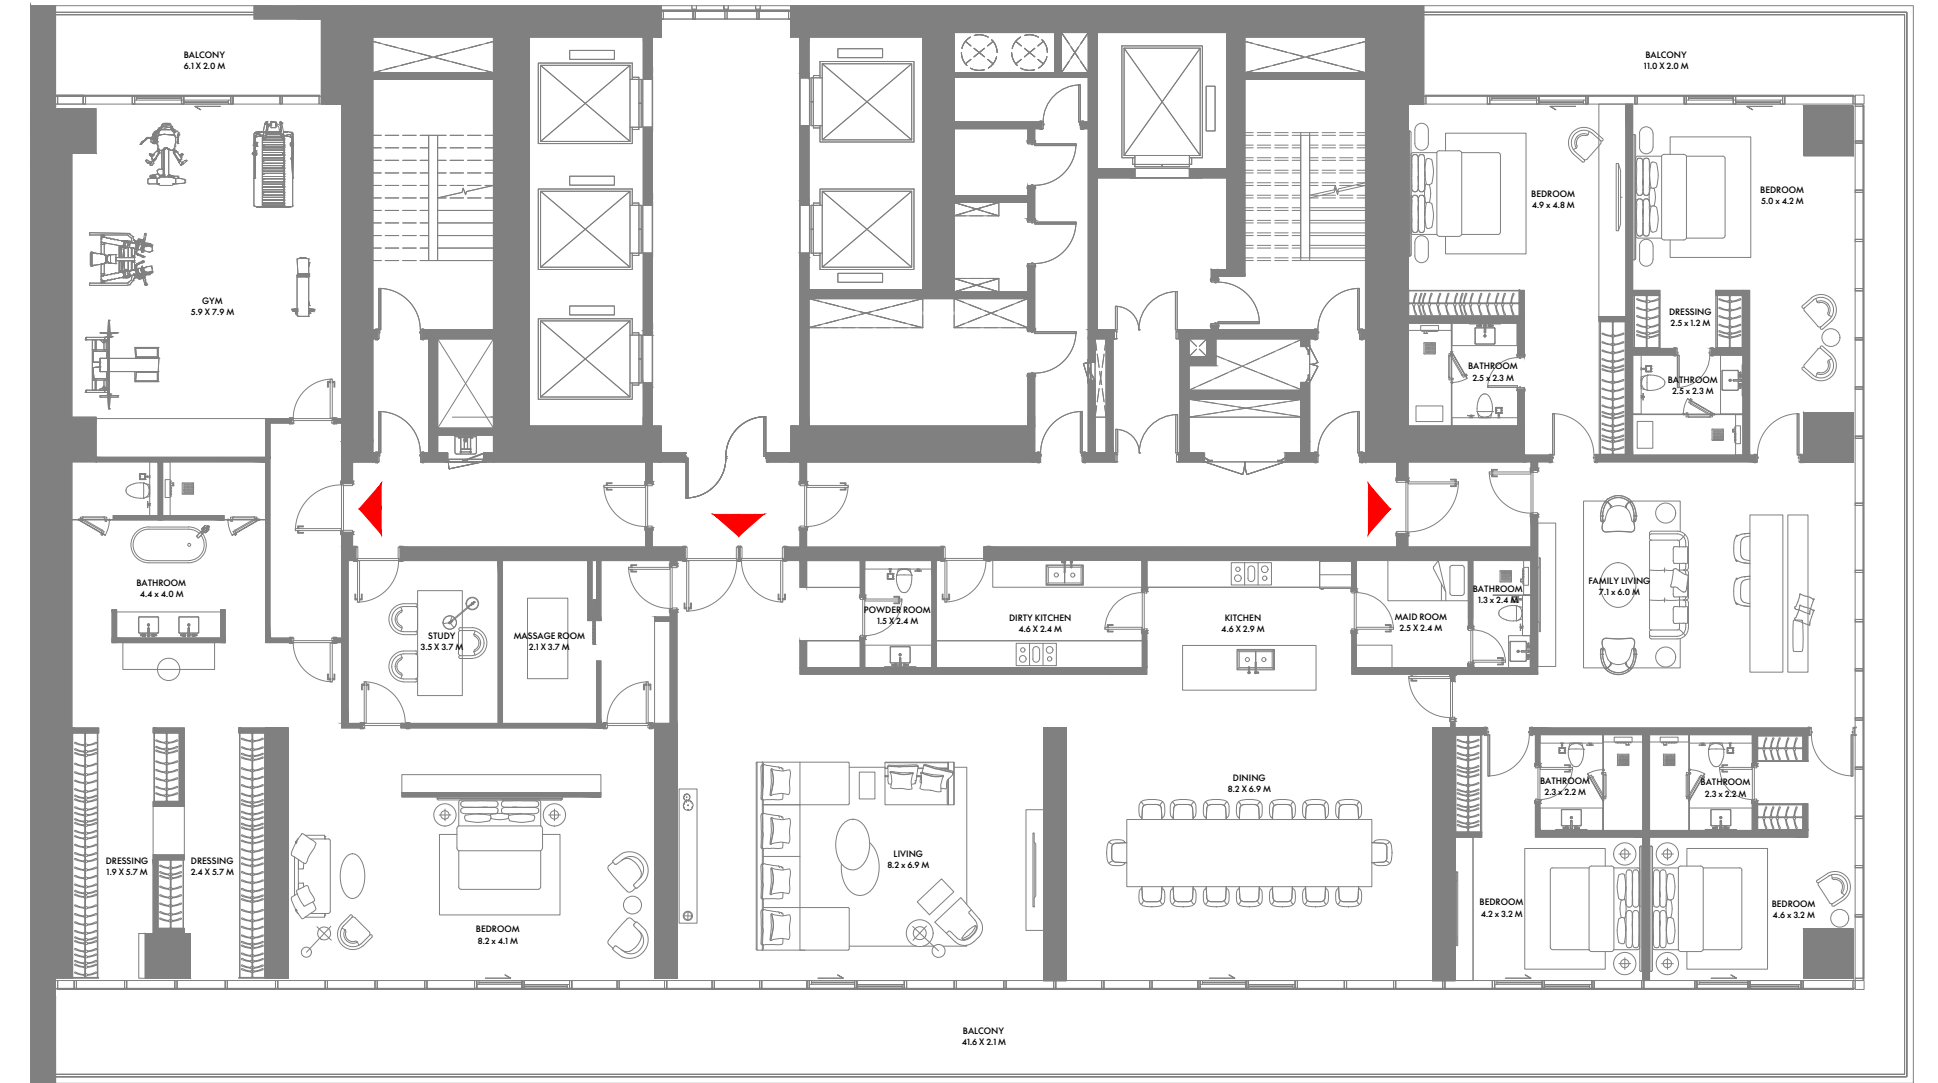 BALCONY
6.1 X 2.0 M
BALCONY
11.0 X 2.0 M
BEDROOM
4.9 x 4.8 M
BEDROOM
5.0 x 4.2 M
GYM
5.9 X 7.9 M
DRESSING
2.5 x 1.2 M
BATHROOM
2.5 x 2.3 M
BATHROOM
2.5 x 2.3 M
BATHROOM
4.4 x 4.0 M
FAMILY LIVING
7.1 x 6.0 M
BATHROOM
1.3 x 2.4 M
POWDER ROOM
1.5 X 2.4 M
DIRTY KITCHEN
4.6 X 2.4 M
KITCHEN
4.6 X 2.9 M
MAID ROOM
2.5 X 2.4 M
STUDY
3.5 X 3.7 M
MASSAGE ROOM
2.1 X 3.7 M
DINING
8.2 X 6.9 M
BATHROOM
2.3 x 2.2 M
BATHROOM
2.3 x 2.2 M
DRESSING
1.9 X 5.7 M
DRESSING
2.4 X 5.7 M
LIVING
8.2 x 6.9 M
BEDROOM
4.2 x 3.2 M
BEDROOM
4.6 x 3.2 M
BEDROOM
8.2 x 4.1 M
BALCONY
41.6 X 2.1 M